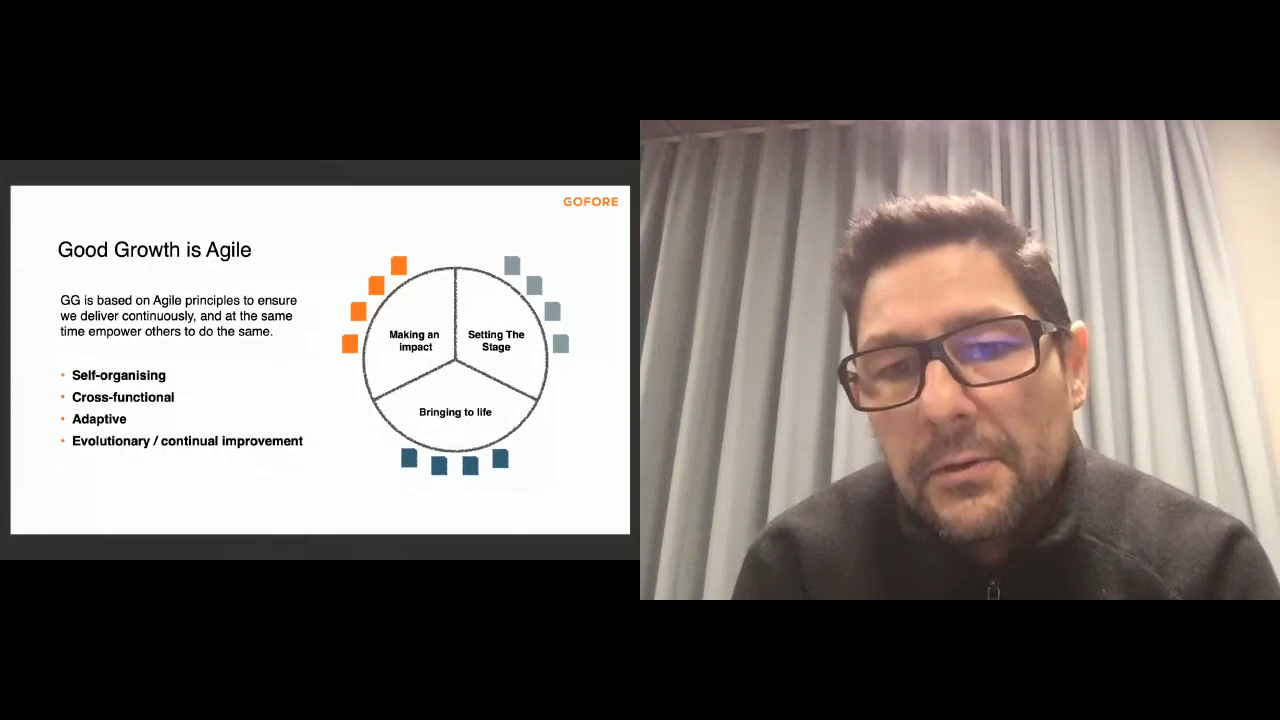 GOFORE
Good Growth is Agile
GG is based on Agile principles to ensure
we deliver continuously, and at the same
time empower others to do the same.
• Self-organising
• Cross-functional
• Adaptive
• Evolutionary / continual improvement
Making an
impact
Setting The
Stage
Bringing to life